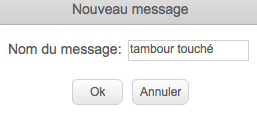 Nouveau message
Nom du message: tambour touché
Ok Annuler